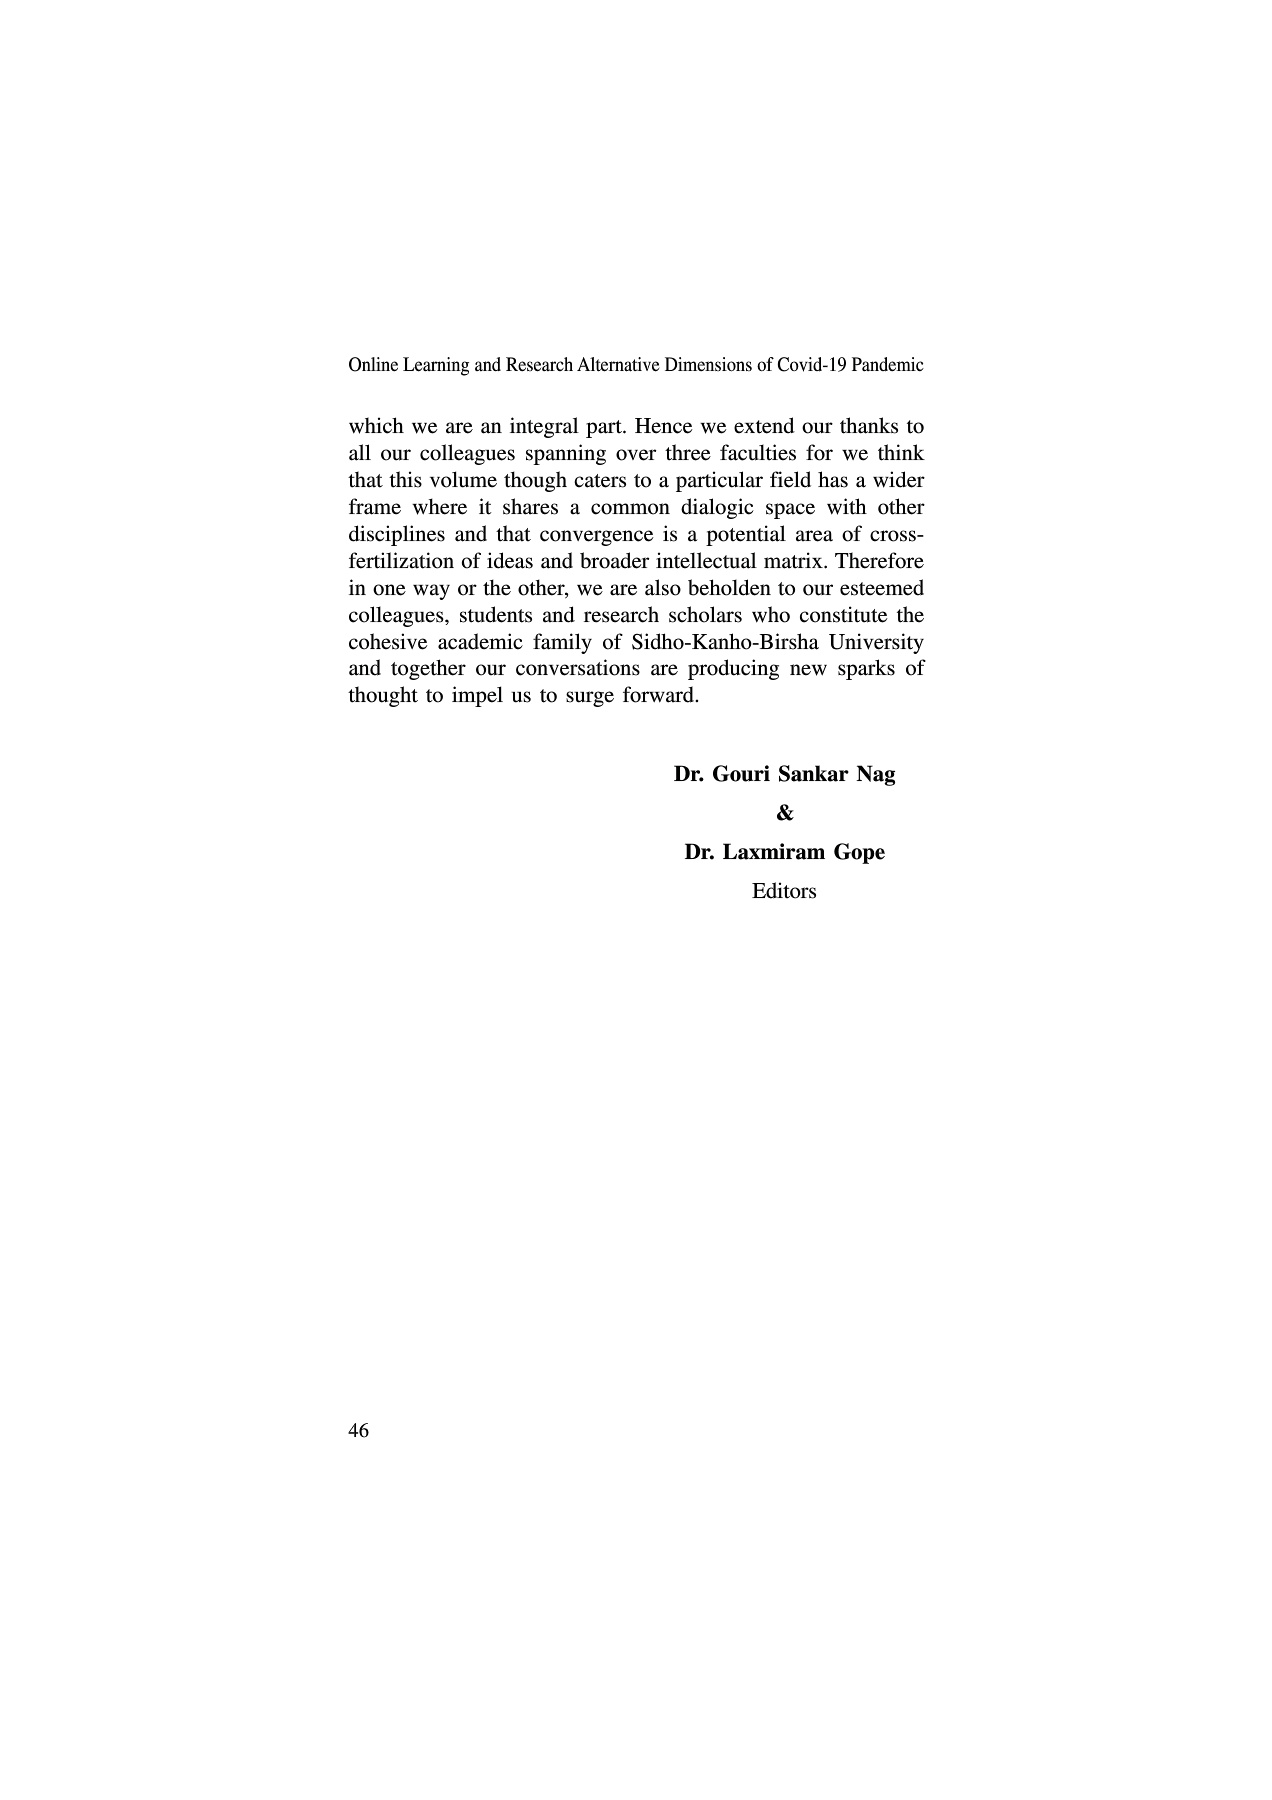 Online Learning and Research Alternative Dimensions of Covid-19 Pandemic
which we are an integral part. Hence we extend our thanks to
all our colleagues spanning over three faculties for we think
that this volume though caters to a particular field has a wider
frame where it shares a common dialogic space with other
disciplines and that convergence is a potential area of cross-
fertilization of ideas and broader intellectual matrix. Therefore
in one way or the other, we are also beholden to our esteemed
colleagues, students and research scholars who constitute the
cohesive academic family of Sidho-Kanho-Birsha University
and together our conversations are producing new sparks of
thought to impel us to surge forward.
Dr. Gouri Sankar Nag
&
Dr. Laxmiram Gope
Editors
46